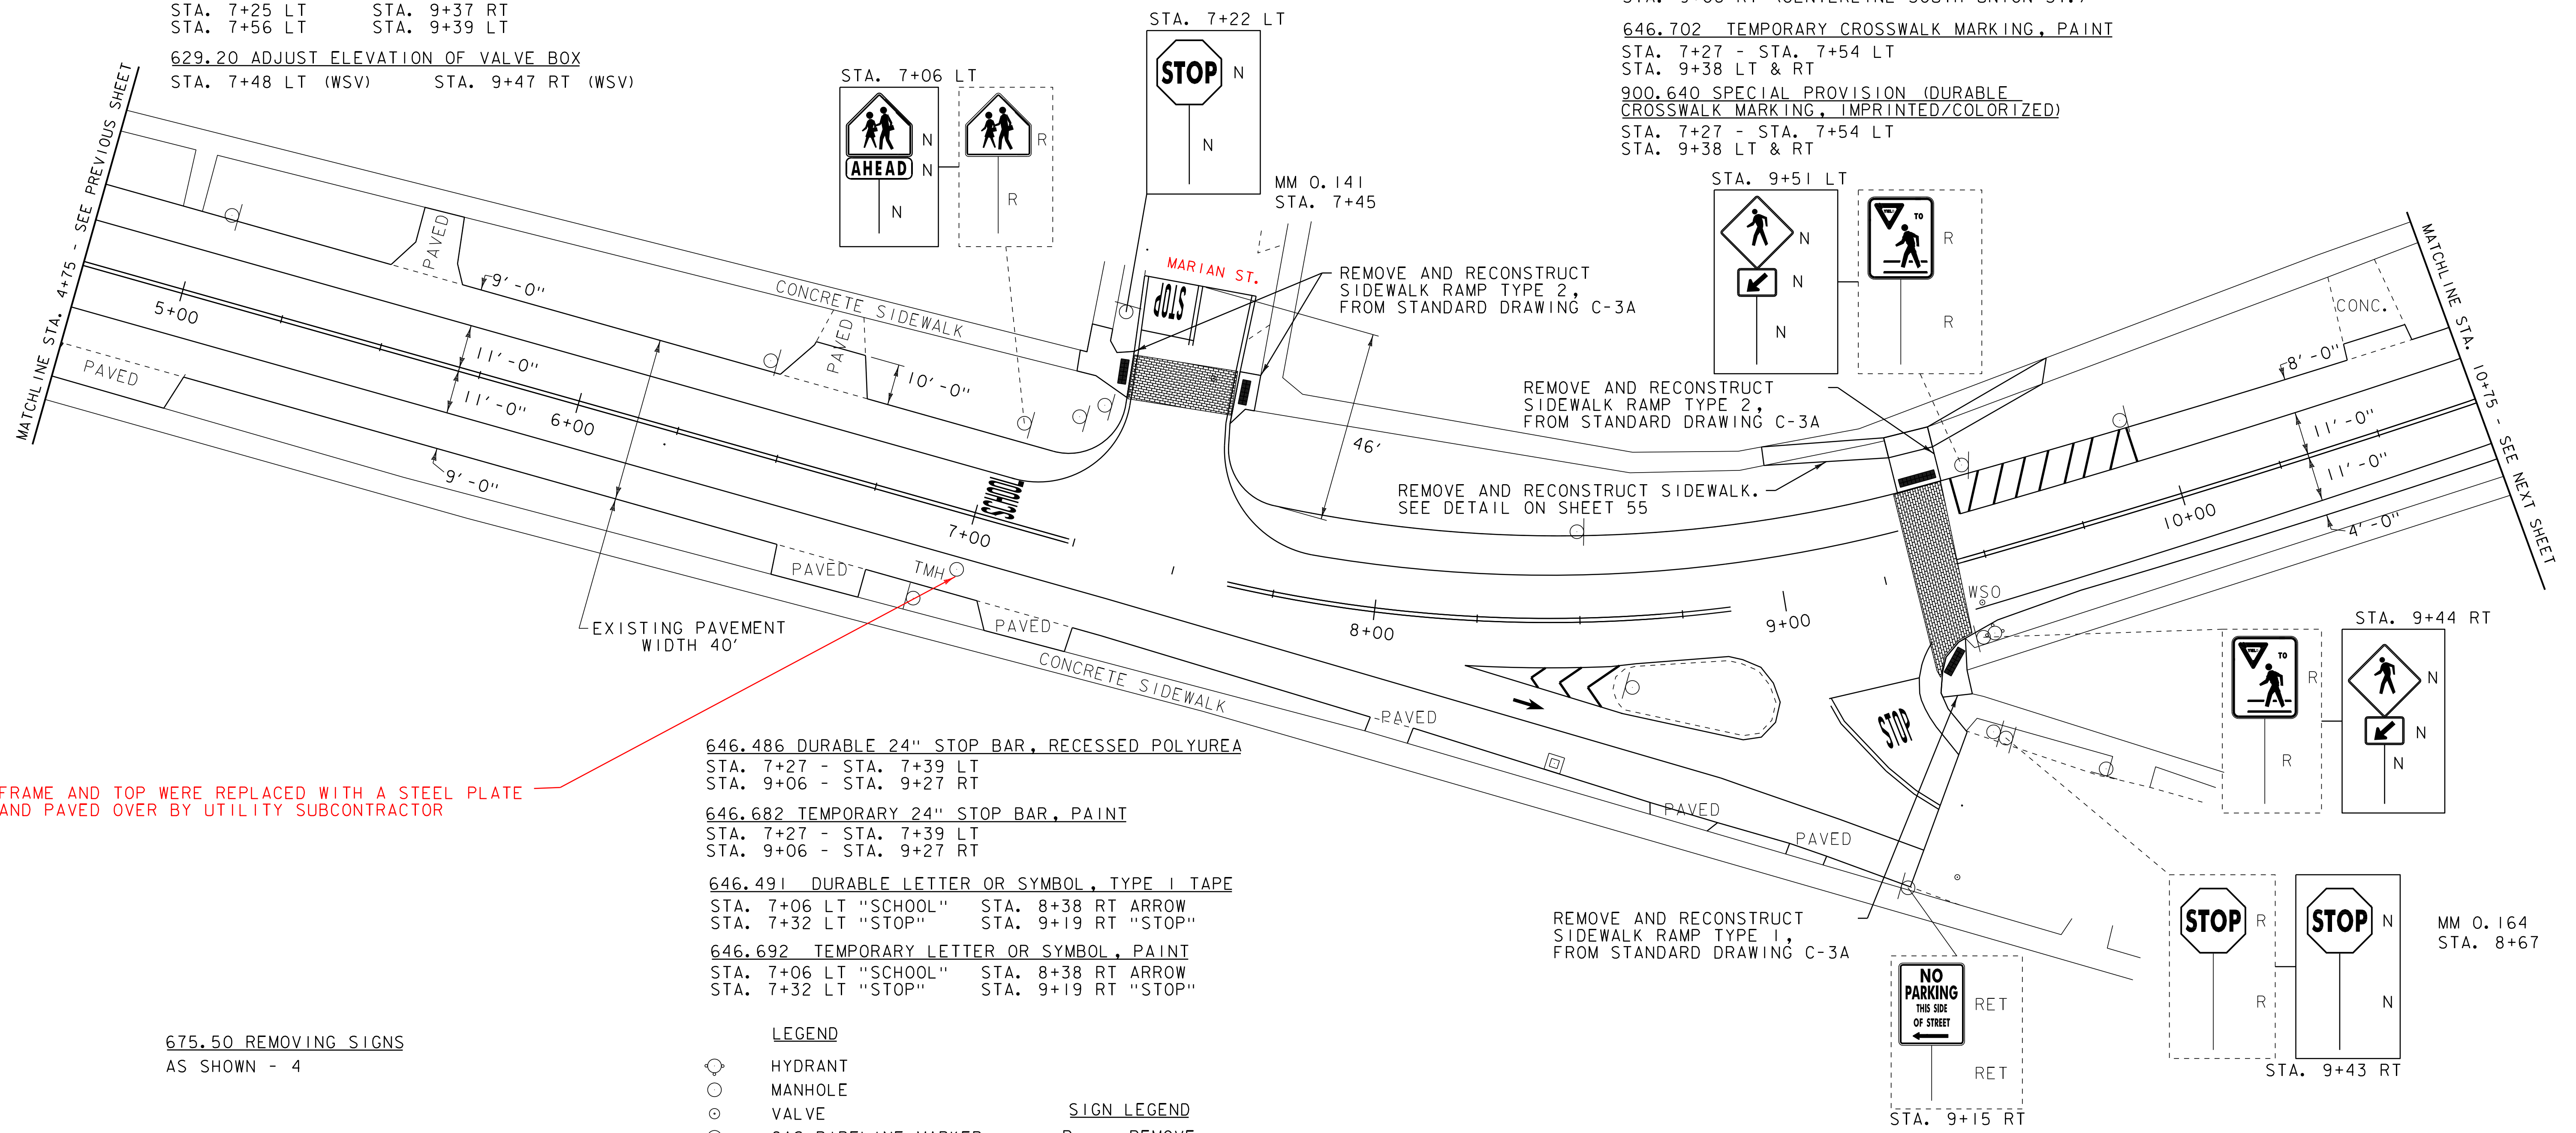 STA. 7+25 LT STA. 9+37 RT
STA. 7+56 LT STA. 9+39 LT
629.20 ADJUST ELEVATION OF VALVE BOX
STA. 7+48 LT (WSV) STA. 9+47 RT (WSV)
646.702 TEMPORARY CROSSWALK MARKING, PAINT
STA. 7+27 - STA. 7+54 LT
STA. 9+38 LT & RT
900.640 SPECIAL PROVISION (DURABLE
CROSSWALK MARKING, IMPRINTED/COLORIZED)
STA. 7+27 - STA. 7+54 LT
STA. 9+38 LT & RT
STA. 7+22 LT
STOP N
N
STA. 7+06 LT
N
AHEAD N
N
R
R
MM 0.141
STA. 7+45
STA. 9+51 LT
N
N
N
TO
R
R
MATCHLINE STA. 4+75 - SEE PREVIOUS SHEET
MATCHLINE STA. 10+75 - SEE NEXT SHEET
PAVED
9'-0"
CONCRETE SIDEWALK
PAVED
10'-0"
MARIAN ST.
STOP
REMOVE AND RECONSTRUCT
SIDEWALK RAMP TYPE 2,
FROM STANDARD DRAWING C-3A
46'
REMOVE AND RECONSTRUCT
SIDEWALK RAMP TYPE 2,
FROM STANDARD DRAWING C-3A
REMOVE AND RECONSTRUCT SIDEWALK.
SEE DETAIL ON SHEET 55
CONC.
8'-0"
11'-0"
11'-0"
4'-0"
5+00
11'-0"
11'-0"
6+00
PAVED
9'-0"
SCHOOL
7+00
8+00
9+00
10+00
TMH
PAVED
PAVED
CONCRETE SIDEWALK
EXISTING PAVEMENT
WIDTH 40'
WSO
STOP
PAVED
PAVED
PAVED
STA. 9+44 RT
TO
R
R
N
N
N
FRAME AND TOP WERE REPLACED WITH A STEEL PLATE
AND PAVED OVER BY UTILITY SUBCONTRACTOR
646.486 DURABLE 24" STOP BAR, RECESSED POLYUREA
STA. 7+27 - STA. 7+39 LT
STA. 9+06 - STA. 9+27 RT
646.682 TEMPORARY 24" STOP BAR, PAINT
STA. 7+27 - STA. 7+39 LT
STA. 9+06 - STA. 9+27 RT
646.491 DURABLE LETTER OR SYMBOL, TYPE I TAPE
STA. 7+06 LT "SCHOOL" STA. 8+38 RT ARROW
STA. 7+32 LT "STOP" STA. 9+19 RT "STOP"
646.692 TEMPORARY LETTER OR SYMBOL, PAINT
STA. 7+06 LT "SCHOOL" STA. 8+38 RT ARROW
STA. 7+32 LT "STOP" STA. 9+19 RT "STOP"
REMOVE AND RECONSTRUCT
SIDEWALK RAMP TYPE 1,
FROM STANDARD DRAWING C-3A
NO
PARKING
THIS SIDE
OF STREET
RET
RET
STA. 9+15 RT
STOP R
R
STOP N
N
STA. 9+43 RT
MM 0.164
STA. 8+67
675.50 REMOVING SIGNS
AS SHOWN - 4
LEGEND
HYDRANT
MANHOLE
VALVE
SIGN LEGEND